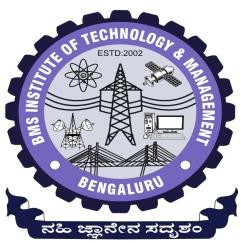 BMS INSTITUTE OF TECHNOLOGY & MANAGEMENT
ESTD:2002
BENGALURU
ನಹಿ ಜ್ಞಾನೇನ ಸದೃಶಂ